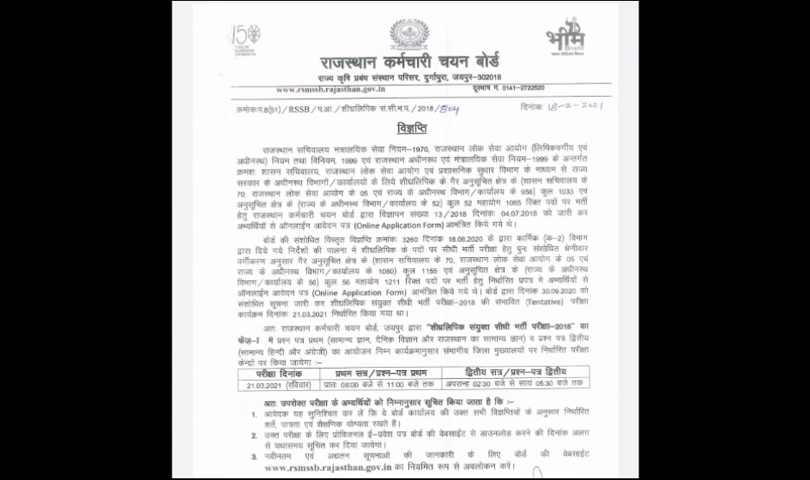 150
भीम
राजस्थान कर्मचारी चयन बोर्ड
राज्य कृषि प्रबंध संस्थान परिसर, दुर्गापुरा, जयपुर-302018
www.rsmssb.rajasthan.gov.in दूरभाष नं. 0141-2722520
क्रमांक:प.8(51)/RSSB/प.आ./शीघ्रलिपिक सं.सी.भ.प./2018/504 दिनांक: 18-2-2021
विज्ञप्ति
राजस्थान सचिवालय मंत्रालयिक सेवा नियम-1970, राजस्थान लोक सेवा आयोग (लिपिकवर्गीय एवं
अधीनस्थ) नियम तथा विनियम, 1999 एवं राजस्थान अधीनस्थ एवं मंत्रालयिक सेवा नियम-1999 के अन्तर्गत
क्रमशः शासन सचिवालय, राजस्थान लोक सेवा आयोग एवं प्रशासनिक सुधार विभाग के माध्यम से राज्य
सरकार के अधीनस्थ विभागों/कार्यालयों के लिये शीघ्रलिपिक के गैर अनुसूचित क्षेत्र के (शासन सचिवालय के
70, राजस्थान लोक सेवा आयोग के 05 एवं राज्य के अधीनस्थ विभाग/कार्यालय के 958) कुल 1033 एवं
अनुसूचित क्षेत्र के (राज्य के अधीनस्थ विभाग/कार्यालय के 52) कुल 52 महायोग 1085 रिक्त पदों पर भर्ती
हेतु राजस्थान कर्मचारी चयन बोर्ड द्वारा विज्ञापन संख्या 13/2018 दिनांक: 04.07.2018 को जारी कर
अभ्यर्थियों से ऑनलाईन आवेदन पत्र (Online Application Form) आमंत्रित किये गये थे।
बोर्ड की संशोधित विस्तृत विज्ञप्ति क्रमांक: 3260 दिनांक 18.08.2020 के द्वारा कार्मिक (क-2) विभाग
द्वारा दिये गये निर्देशों की पालना में शीघ्रलिपिक के पदों पर सीधी भर्ती परीक्षा हेतु पुनः संशोधित श्रेणीवार
वर्गीकरण अनुसार गैर अनुसूचित क्षेत्र के (शासन सचिवालय के 70, राजस्थान लोक सेवा आयोग के 05 एवं
राज्य के अधीनस्थ विभाग/कार्यालय के 1080) कुल 1155 एवं अनुसूचित क्षेत्र के (राज्य के अधीनस्थ
विभाग/कार्यालय के 56) कुल 56 महायोग 1211 रिक्त पदों पर भर्ती हेतु निर्धारित प्रपत्र में अभ्यर्थियों से
ऑनलाईन आवेदन पत्र (Online Application Form) आमंत्रित किये गये थे। बोर्ड द्वारा दिनांक 30.09.2020 को
संशोधित सूचना जारी कर शीघ्रलिपिक संयुक्त सीधी भर्ती परीक्षा-2018 की संभावित (Tentative) परीक्षा
कार्यक्रम दिनांक: 21.03.2021 निर्धारित किया गया था।
अतः राजस्थान कर्मचारी चयन बोर्ड, जयपुर द्वारा "शीघ्रलिपिक संयुक्त सीधी भर्ती परीक्षा-2018" का
फेज-I में प्रश्न पत्र प्रथम (सामान्य ज्ञान, दैनिक विज्ञान और राजस्थान का सामान्य ज्ञान) व प्रश्न पत्र द्वितीय
(सामान्य हिन्दी और अंग्रेजी) का आयोजन निम्न कार्यक्रमानुसार संभागीय जिला मुख्यालयों पर निर्धारित परीक्षा
केन्द्रों पर किया जायेगा :-
परीक्षा दिनांक प्रथम सत्र/प्रश्न-पत्र प्रथम द्वितीय सत्र/प्रश्न-पत्र द्वितीय
21.03.2021 (रविवार) प्रातः 08:00 बजे से 11:00 बजे तक अपरान्ह 02:30 बजे से सायं 05:30 बजे तक
अतः उपरोक्त परीक्षा के अभ्यर्थियों को निम्नानुसार सूचित किया जाता है कि :-
1. आवेदक यह सुनिश्चित कर लें कि वे बोर्ड कार्यालय की उक्त सभी विज्ञप्तियों के अनुसार निर्धारित
शर्तें, पात्रता एवं शैक्षणिक योग्यता रखते हैं।
2. उक्त परीक्षा के लिए प्रोविजनल ई-प्रवेश पत्र बोर्ड की वेबसाईट से डाउनलोड करने की दिनांक अलग
से यथासमय सूचित कर दिया जायेगा।
3. नवीनतम एवं अद्यतन सूचनाओं की जानकारी के लिए बोर्ड की वेबसाईट
www.rsmssb.rajasthan.gov.in का नियमित रूप से अवलोकन करें।